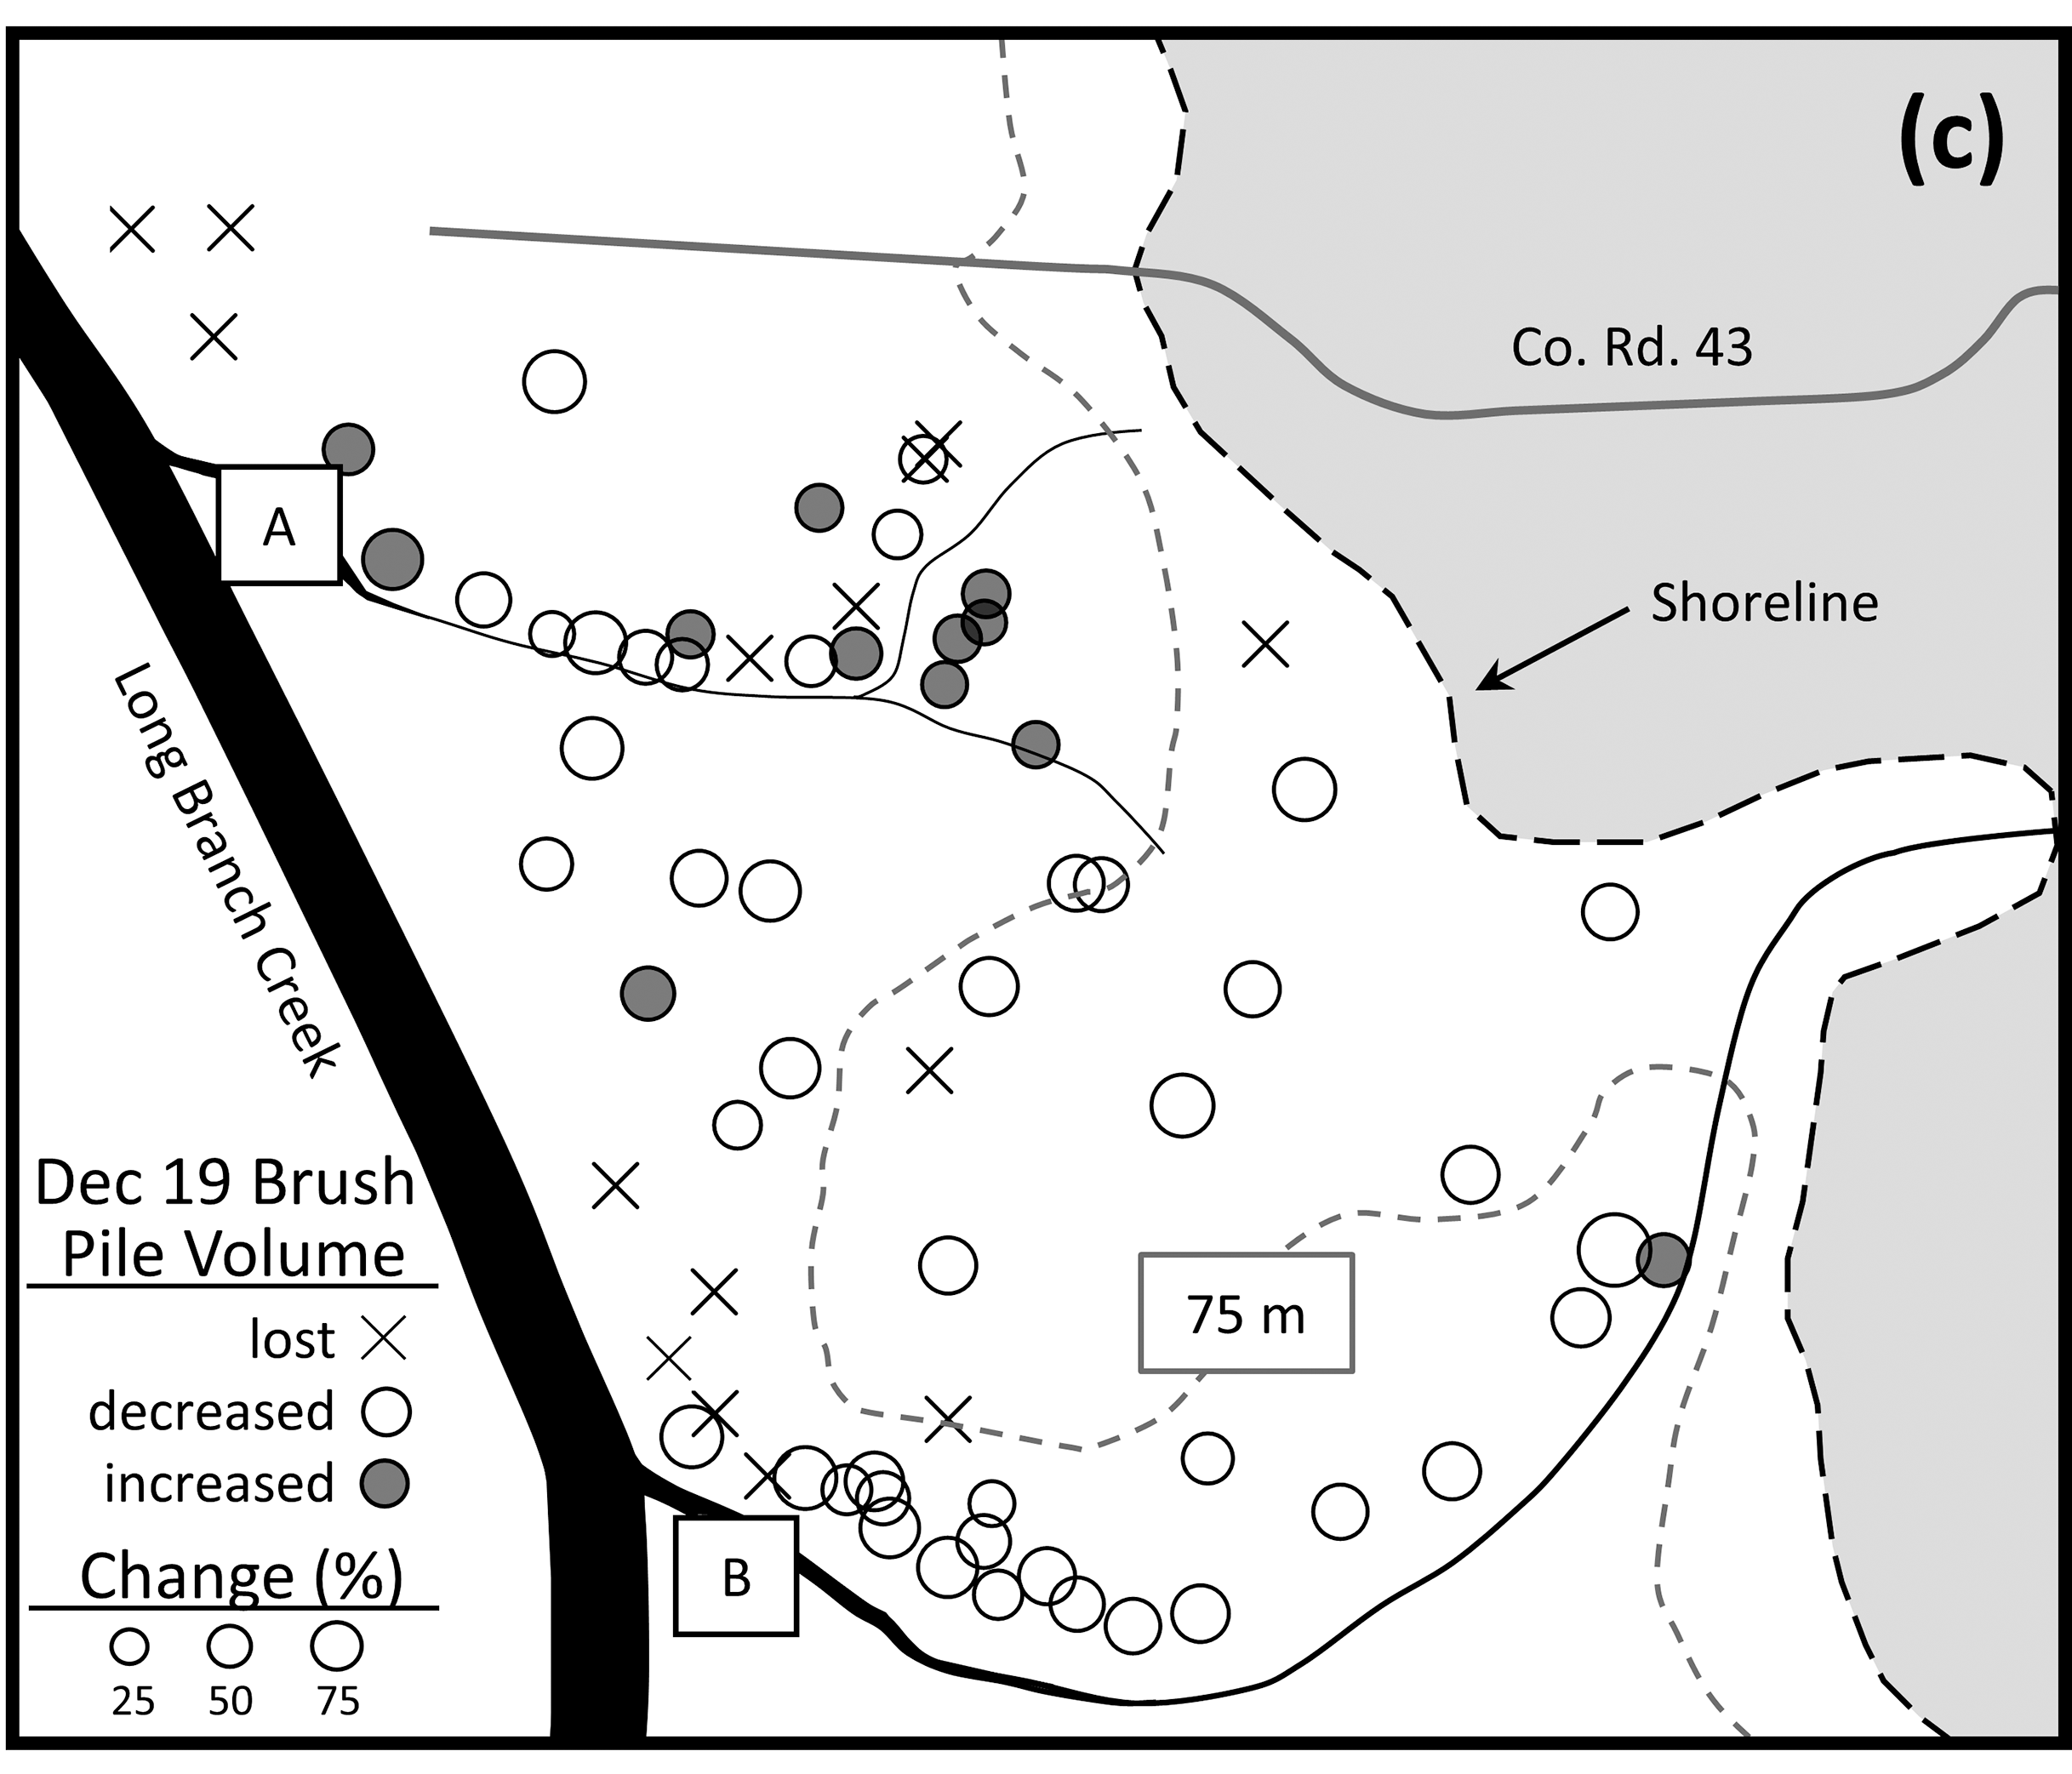 (c)
Co. Rd. 43
A
Shoreline
Long Branch Creek
Dec 19 Brush
Pile Volume
lost
decreased
increased
Change (%)
25 50 75
75 m
B